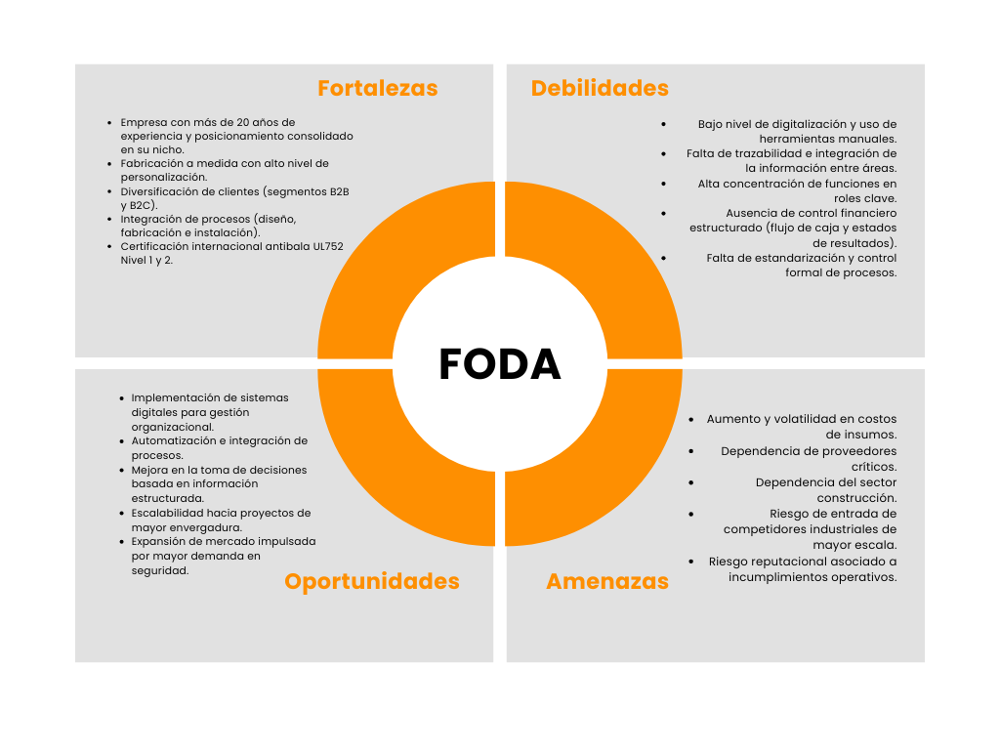 Fortalezas
• Empresa con más de 20 años de
experiencia y posicionamiento consolidado
en su nicho.
• Fabricación a medida con alto nivel de
personalización.
• Diversificación de clientes (segmentos B2B
y B2C).
• Integración de procesos (diseño,
fabricación e instalación).
• Certificación internacional antibala UL752
Nivel 1 y 2.
Debilidades
• Bajo nivel de digitalización y uso de
herramientas manuales.
• Falta de trazabilidad e integración de
la información entre áreas.
• Alta concentración de funciones en
roles clave.
• Ausencia de control financiero
estructurado (flujo de caja y estados
de resultados).
• Falta de estandarización y control
formal de procesos.
FODA
• Implementación de sistemas
digitales para gestión
organizacional.
• Automatización e integración de
procesos.
• Mejora en la toma de decisiones
basada en información
estructurada.
• Escalabilidad hacia proyectos de
mayor envergadura.
• Expansión de mercado impulsada
por mayor demanda en
seguridad.
Oportunidades
• Aumento y volatilidad en costos
de insumos.
• Dependencia de proveedores
críticos.
• Dependencia del sector
construcción.
• Riesgo de entrada de
competidores industriales de
mayor escala.
• Riesgo reputacional asociado a
incumplimientos operativos.
Amenazas